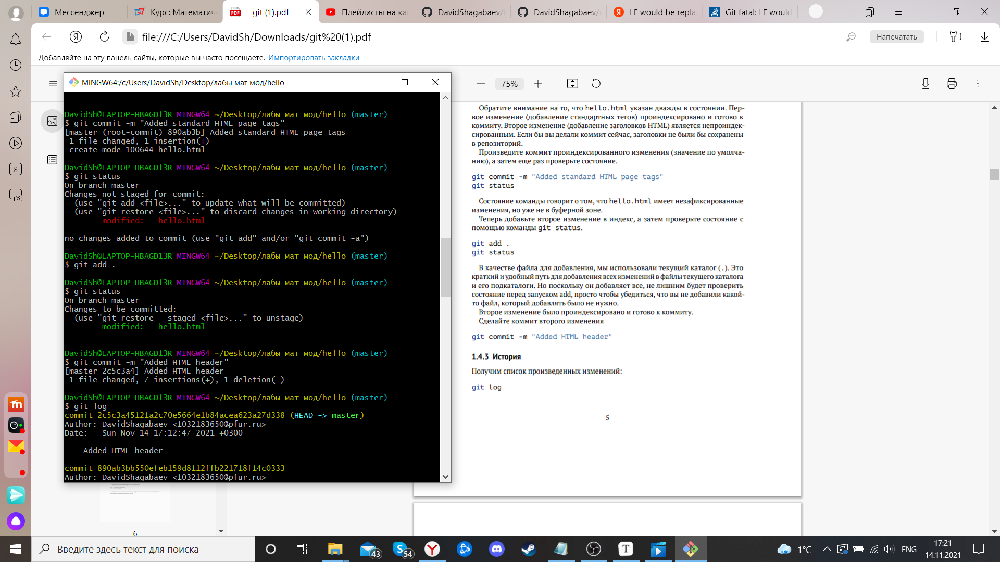 Мессенджер
Курс: Математич
git (1).pdf
Плейлисты на ка
DavidShagabaev/
DavidShagabaev/
LF would be repla
Git fatal: LF would
file:///C:/Users/DavidSh/Downloads/git%20(1).pdf
Напечатать
Добавляйте на эту панель сайты, которые вы часто посещаете. Импортировать закладки
MINGW64:/c/Users/DavidSh/Desktop/лабы мат мод/hello
75%
DavidSh@LAPTOP-HBAGD13R MINGW64 ~/Desktop/лабы мат мод/hello (master)
$ git commit -m "Added standard HTML page tags"
[master (root-commit) 890ab3b] Added standard HTML page tags
1 file changed, 1 insertion(+)
create mode 100644 hello.html
DavidSh@LAPTOP-HBAGD13R MINGW64 ~/Desktop/лабы мат мод/hello (master)
$ git status
On branch master
Changes not staged for commit:
(use "git add <file>..." to update what will be committed)
(use "git restore <file>..." to discard changes in working directory)
modified: hello.html
no changes added to commit (use "git add" and/or "git commit -a")
DavidSh@LAPTOP-HBAGD13R MINGW64 ~/Desktop/лабы мат мод/hello (master)
$ git add .
DavidSh@LAPTOP-HBAGD13R MINGW64 ~/Desktop/лабы мат мод/hello (master)
$ git status
On branch master
Changes to be committed:
(use "git restore --staged <file>..." to unstage)
modified: hello.html
DavidSh@LAPTOP-HBAGD13R MINGW64 ~/Desktop/лабы мат мод/hello (master)
$ git commit -m "Added HTML header"
[master 2c5c3a4] Added HTML header
1 file changed, 7 insertions(+), 1 deletion(-)
DavidSh@LAPTOP-HBAGD13R MINGW64 ~/Desktop/лабы мат мод/hello (master)
$ git log
commit 2c5c3a45121a2c70e5664e1b84acea623a27d338 (HEAD -> master)
Author: DavidShagabaev <1032183650@pfur.ru>
Date: Sun Nov 14 17:12:47 2021 +0300
Added HTML header
commit 890ab3bb550efeb159d8112ffb221718f14c0333
Author: DavidShagabaev <1032183650@pfur.ru>
Обратите внимание на то, что hello.html указан дважды в состоянии. Пер-
вое изменение (добавление стандартных тегов) проиндексировано и готово к
коммиту. Второе изменение (добавление заголовков HTML) является непроиндек-
сированным. Если бы вы делали коммит сейчас, заголовки не были бы сохранены
в репозиторий.
Произведите коммит проиндексированного изменения (значение по умолча-
нию), а затем еще раз проверьте состояние.
git commit -m "Added standard HTML page tags"
git status
Состояние команды говорит о том, что hello.html имеет незафиксированные
изменения, но уже не в буферной зоне.
Теперь добавьте второе изменение в индекс, а затем проверьте состояние с
помощью команды git status.
git add .
git status
В качестве файла для добавления, мы использовали текущий каталог (.). Это
краткий и удобный путь для добавления всех изменений в файлы текущего каталога
и его подкаталоги. Но поскольку он добавляет все, не лишним будет проверить
состояние перед запуском add, просто чтобы убедиться, что вы не добавили какой-
то файл, который добавлять было не нужно.
Второе изменение было проиндексировано и готово к коммиту.
Сделайте коммит второго изменения
git commit -m "Added HTML header"
1.4.3 История
Получим список произведенных изменений:
git log
5
6
8
Введите здесь текст для поиска
43
54
1°C
ENG
17:21
14.11.2021